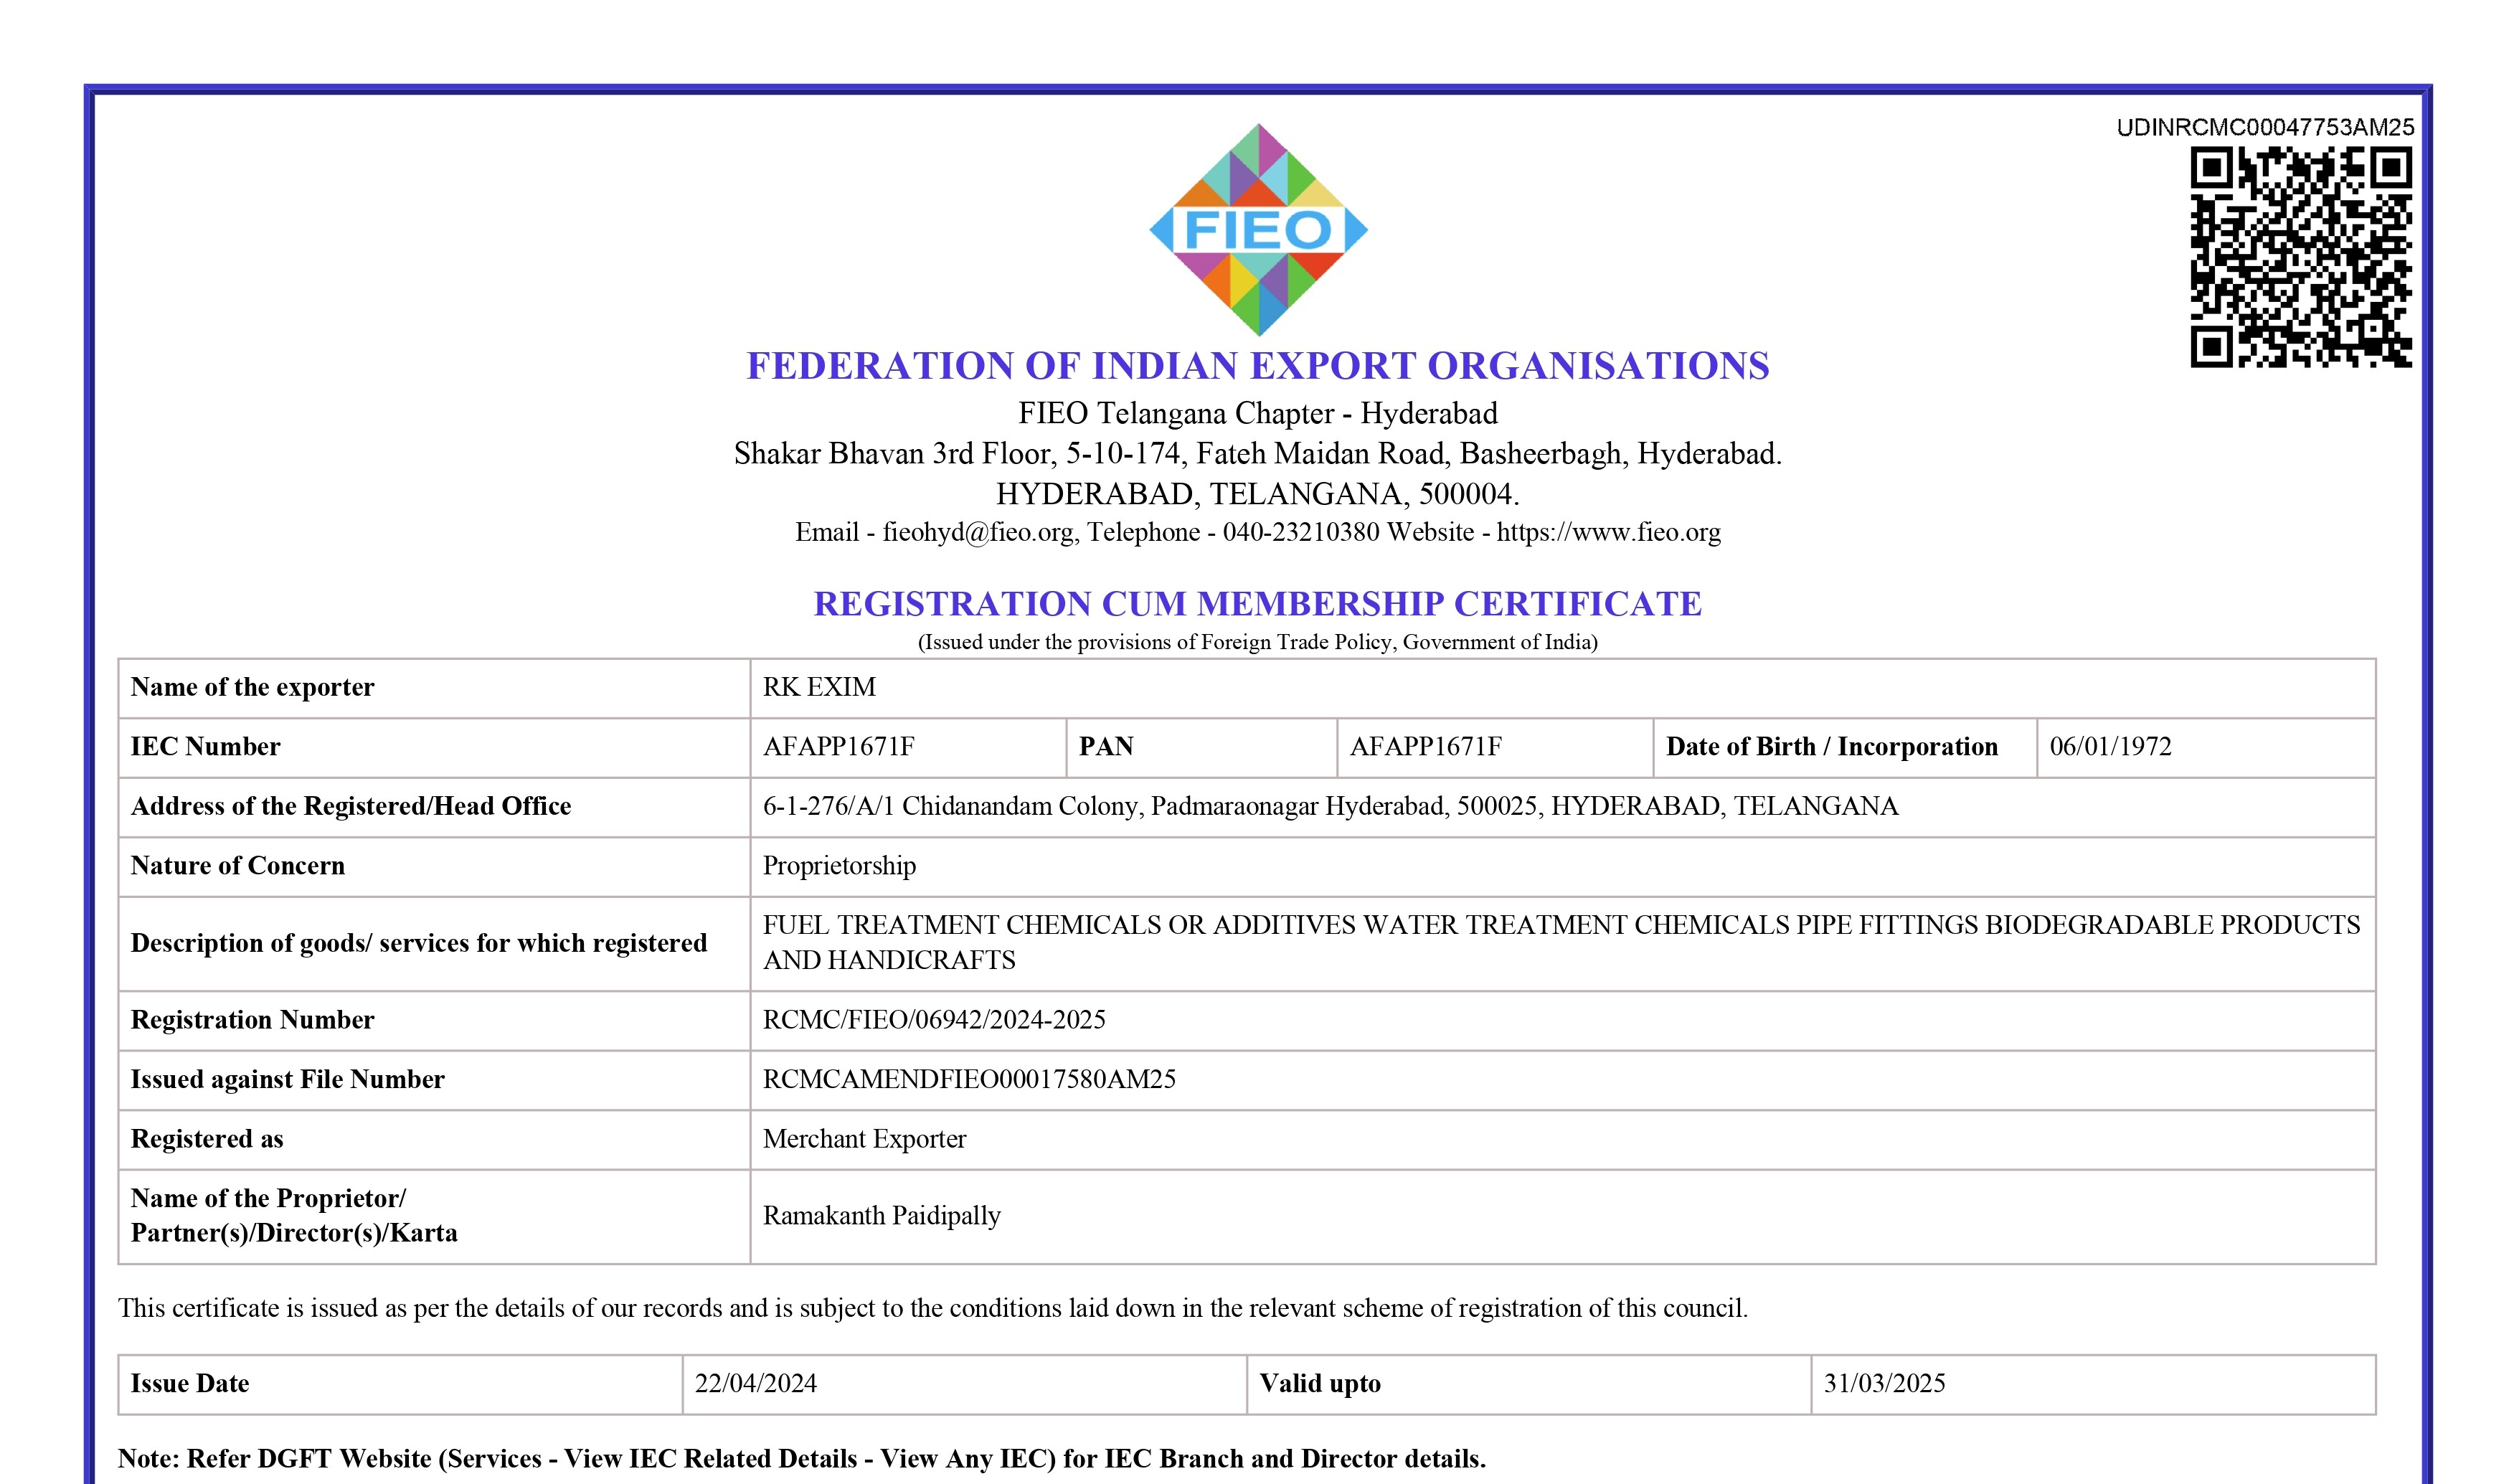 UDINRCMC00047753AM25
FIEO
FEDERATION OF INDIAN EXPORT ORGANISATIONS
FIEO Telangana Chapter - Hyderabad
Shakar Bhavan 3rd Floor, 5-10-174, Fateh Maidan Road, Basheerbagh, Hyderabad.
HYDERABAD, TELANGANA, 500004.
Email - fieohyd@fieo.org, Telephone - 040-23210380 Website - https://www.fieo.org
REGISTRATION CUM MEMBERSHIP CERTIFICATE
(Issued under the provisions of Foreign Trade Policy, Government of India)
Name of the exporter RK EXIM
IEC Number AFAPP1671F PAN AFAPP1671F Date of Birth / Incorporation 06/01/1972
Address of the Registered/Head Office 6-1-276/A/1 Chidanandam Colony, Padmaraonagar Hyderabad, 500025, HYDERABAD, TELANGANA
Nature of Concern Proprietorship
Description of goods/ services for which registered FUEL TREATMENT CHEMICALS OR ADDITIVES WATER TREATMENT CHEMICALS PIPE FITTINGS BIODEGRADABLE PRODUCTS
AND HANDICRAFTS
Registration Number RCMC/FIEO/06942/2024-2025
Issued against File Number RCMCAMENDFIEO00017580AM25
Registered as Merchant Exporter
Name of the Proprietor/
Partner(s)/Director(s)/Karta Ramakanth Paidipally
This certificate is issued as per the details of our records and is subject to the conditions laid down in the relevant scheme of registration of this council.
Issue Date 22/04/2024 Valid upto 31/03/2025
Note: Refer DGFT Website (Services - View IEC Related Details - View Any IEC) for IEC Branch and Director details.